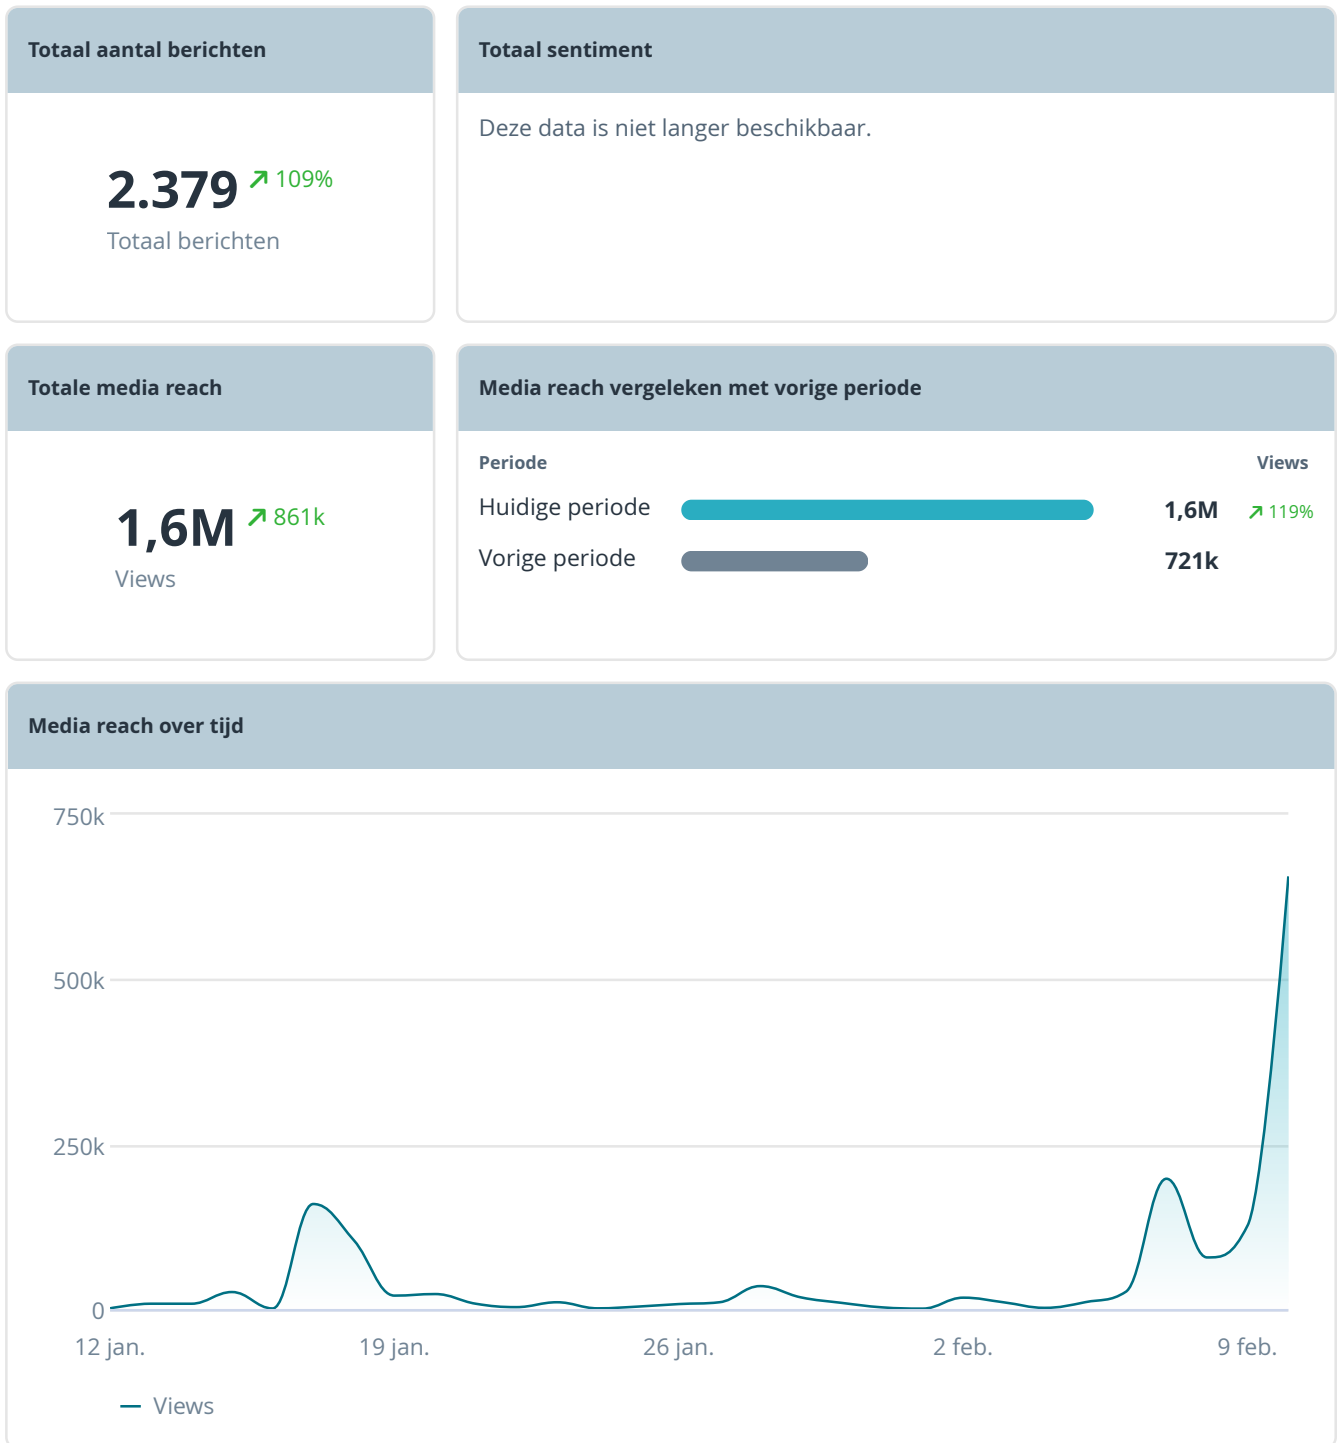 Totaal aantal berichten
2.379 109%
Totaal berichten
Totaal sentiment
Deze data is niet langer beschikbaar.
Totale media reach
1,6M 861k
Views
Media reach vergeleken met vorige periode
Periode Views
Huidige periode 1,6M 119%
Vorige periode 721k
Media reach over tijd
750k
500k
250k
0
12 jan. 19 jan. 26 jan. 2 feb. 9 feb.
Views